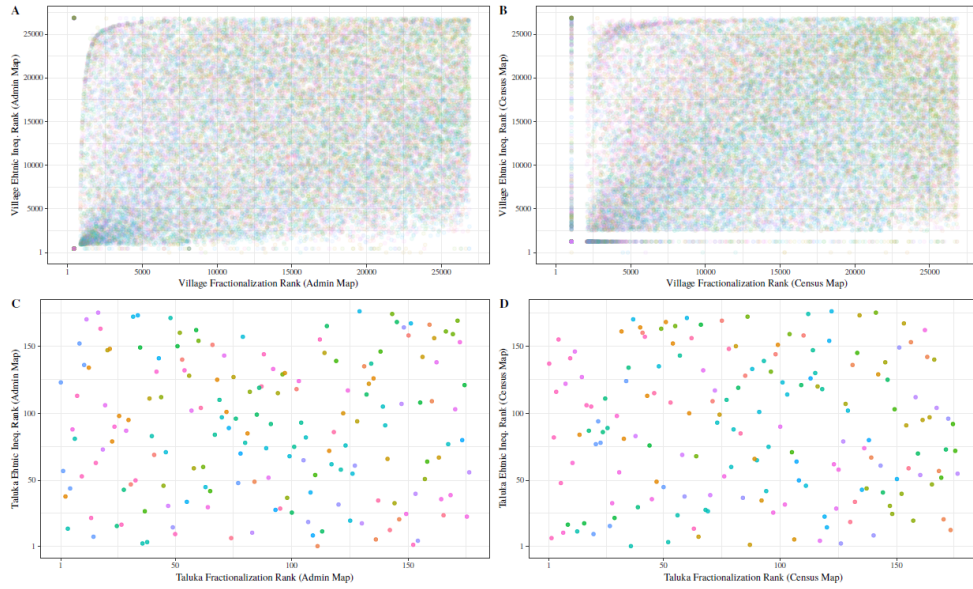 A
Village Ehtnic Ineq. Rank (Admin Map)
25000
20000
15000
10000
5000
1
1 5000 10000 15000 20000 25000
Village Fractionalization Rank (Admin Map)
B
Village Ehtnic Ineq. Rank (Census Map)
25000
20000
15000
10000
5000
1
1 5000 10000 15000 20000 25000
Village Fractionalization Rank (Census Map)
C
Taluka Ehtnic Ineq. Rank (Admin Map)
150
100
50
1
1 50 100 150
Taluka Fractionalization Rank (Admin Map)
D
Taluka Ehtnic Ineq. Rank (Census Map)
150
100
50
1
1 50 100 150
Taluka Fractionalization Rank (Census Map)